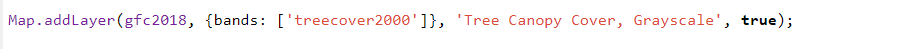 Map.addLayer(gfc2018, {bands: ['treecover2000']}, 'Tree Canopy Cover, Grayscale', true);